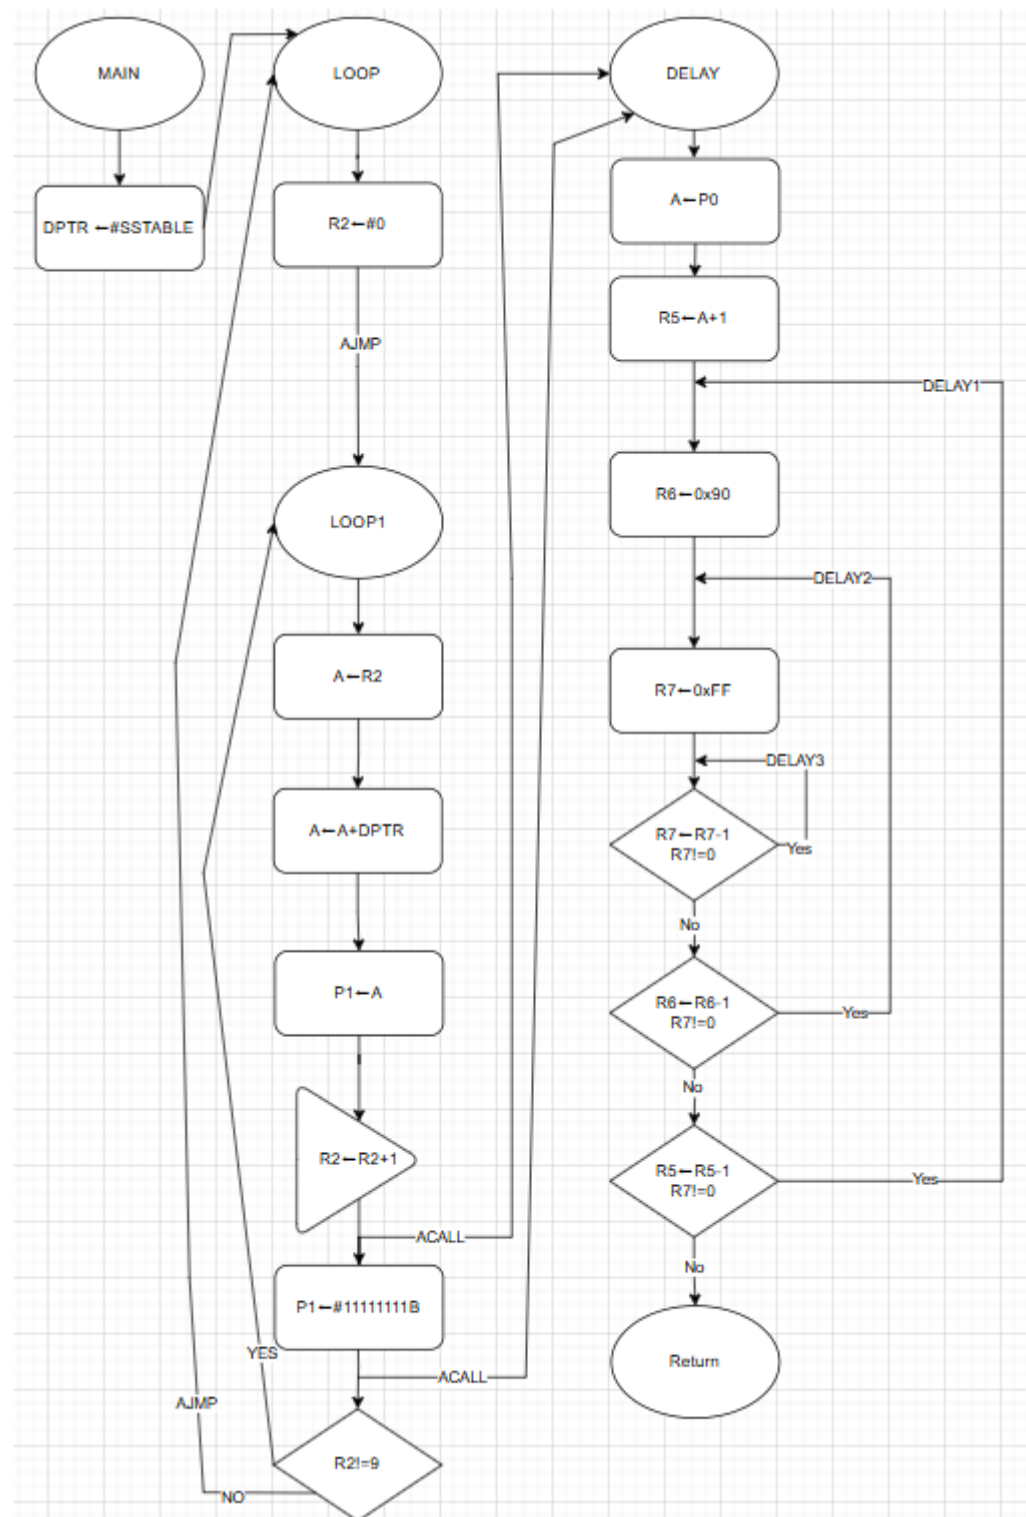 MAIN
DPTR ←#SSTABLE
LOOP
R2←#0
AJMP
LOOP1
A←R2
A←A+DPTR
P1←A
R2←R2+1
ACALL
P1←#11111111B
YES
ACALL
AJMP
R2!=9
NO
DELAY
A←P0
R5←A+1
DELAY1
R6←0x90
DELAY2
R7←0xFF
DELAY3
R7←R7-1
R7!=0
Yes
No
R6←R6-1
R7!=0
Yes
No
R5←R5-1
R7!=0
Yes
No
Return